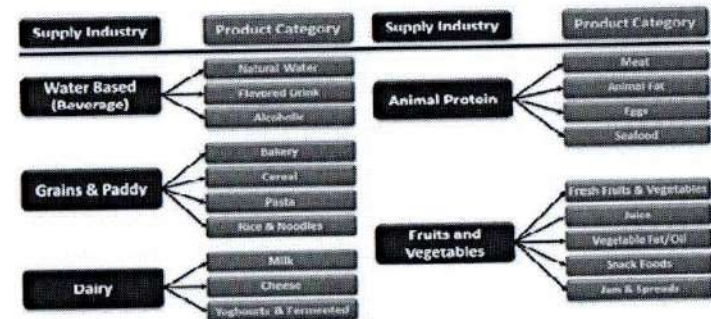 Supply Industry
Product Category
Water Based
(Beverage)
Natural Water
Flavored Drink
Alcoholic
Grains & Paddy
Bakery
Cereal
Pasta
Rice & Noodles
Dairy
Milk
Cheese
Yoghourts & Fermented
Supply Industry
Product Category
Animal Protein
Meat
Animal Fat
Eggs
Seafood
Fruits and
Vegetables
Fresh Fruits & Vegetables
Juice
Vegetable Fat/Oil
Snack Foods
Jam & Spreads